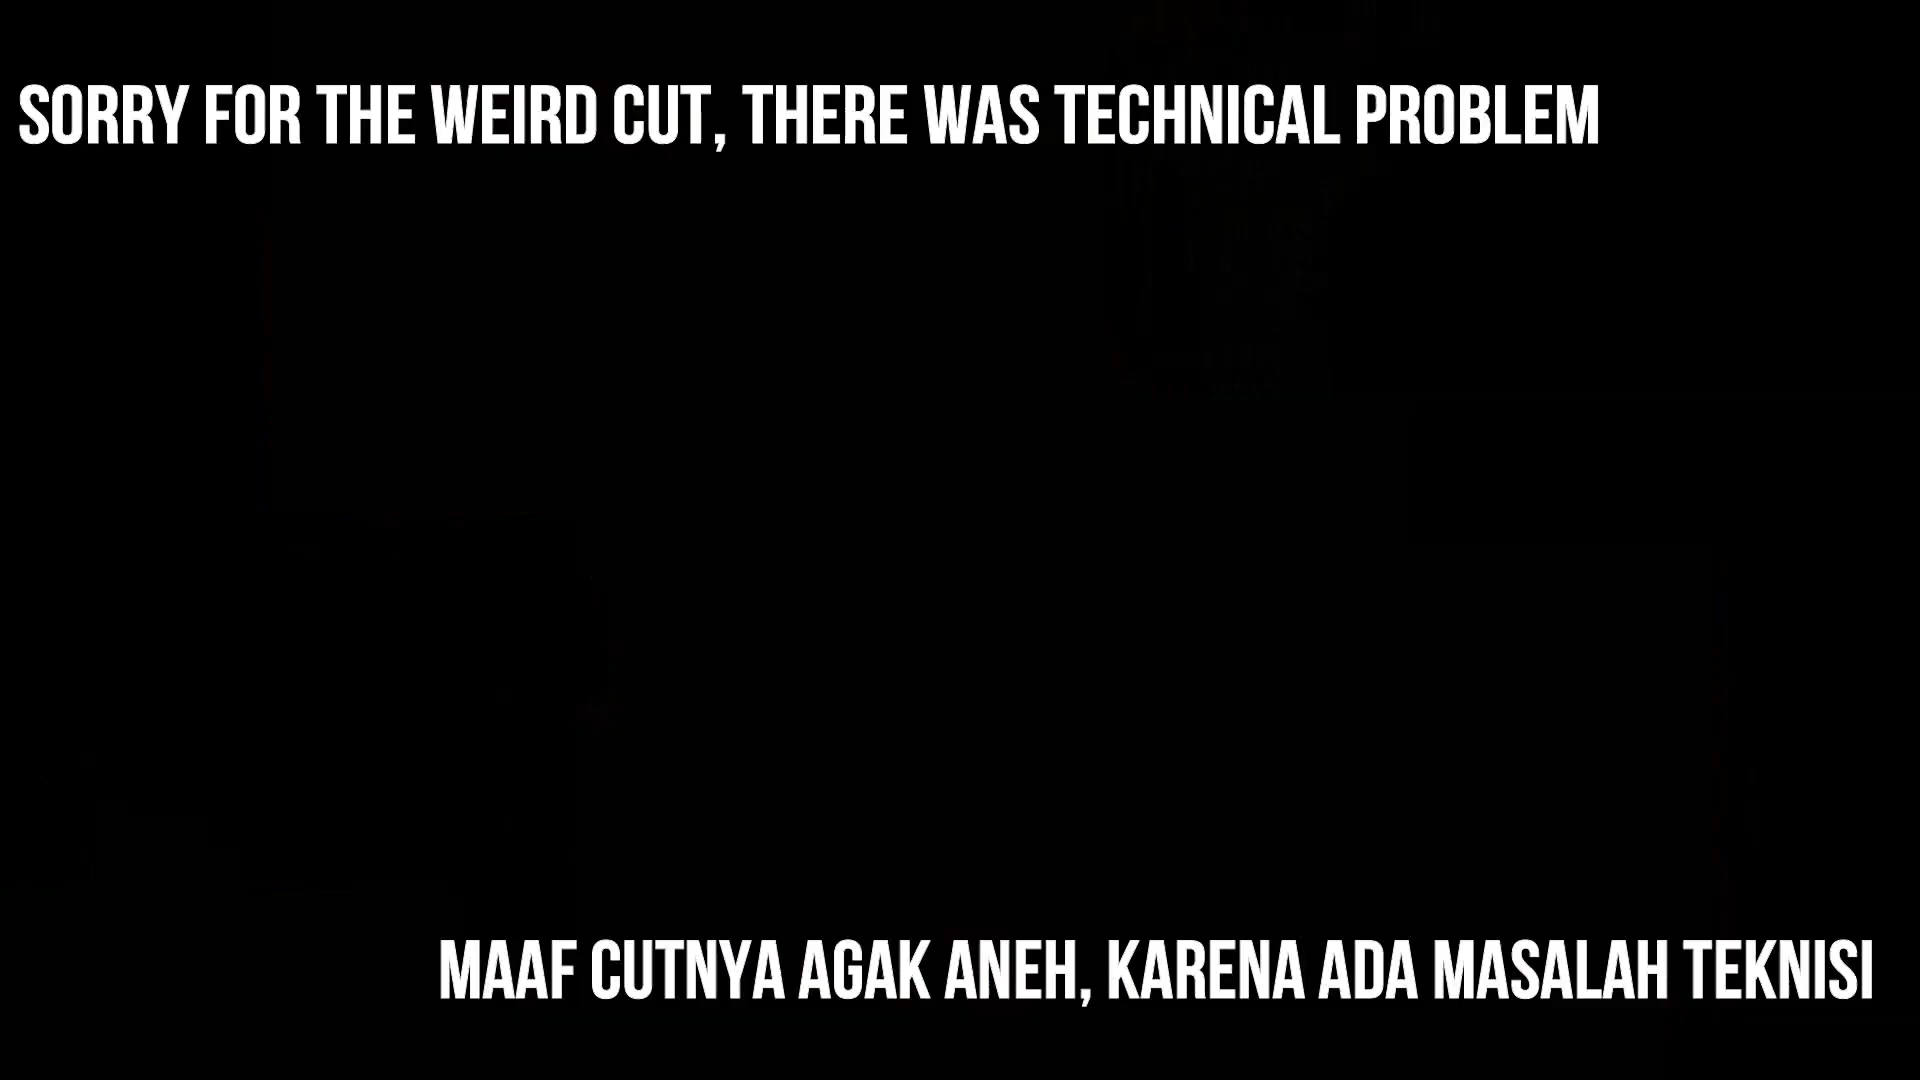 SORRY FOR THE WEIRD CUT, THERE WAS TECHNICAL PROBLEM
MAAF CUTNYA AGAK ANEH, KARENA ADA MASALAH TEKNISI